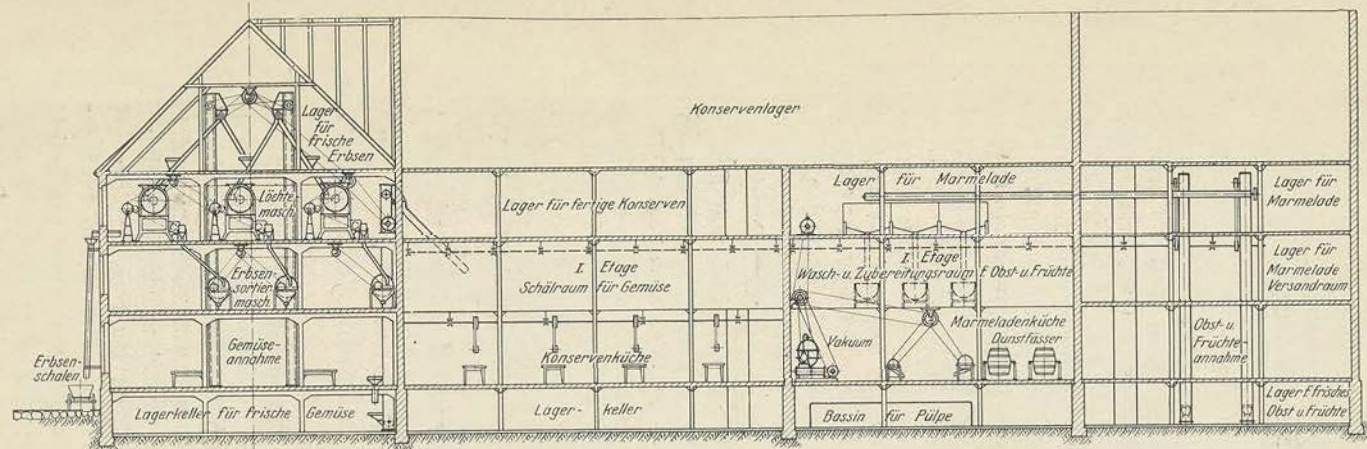 Konservenlager
Lager
für
frische
Erbsen
Löchte-
masch.
Lager für fertige Konserven
Lager für Marmelade
Lager für
Marmelade
Erbsen-
sortier
masch.
I. Etage
Schälraum für Gemüse
I. Etage
Wasch- u. Zubereitungsraum f. Obst- u. Früchte
Lager für
Marmelade
Versandraum
Erbsen-
schalen
Gemüse-
annahme
Konservenküche
Vakuum
Marmeladenküche
Dunstfässer
Obst- u.
Früchte-
annahme
Lagerkeller für frische Gemüse
Lager- keller
Bassin für Pülpe
Lager f. frisches
Obst u. Früchte